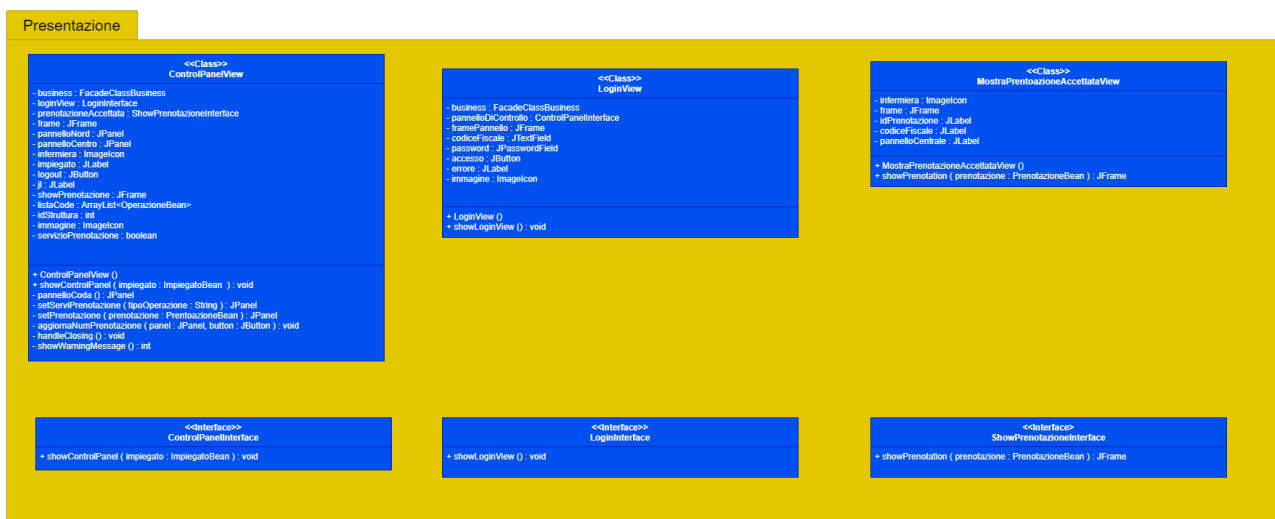 Presentazione
<<Class>>
ControlPanelView
- business : FacadeClassBusiness
- loginView : LoginInterface
- prenotazioneAccettata : ShowPrenotazioneInterface
- frame : JFrame
- pannelloNord : JPanel
- pannelloCentro : JPanel
- infermiera : ImageIcon
- impiegato : JLabel
- logout : JButton
- jl : JLabel
- showPrenotazione : JFrame
- listaCode : ArrayList<OperazioneBean>
- idStruttura : int
- immagine : ImageIcon
- servizioPrenotazione : boolean
+ ControlPanelView ()
+ showControlPanel ( impiegato : ImpiegatoBean ) : void
- pannelloCoda () : JPanel
- setServiPrenotazione ( tipoOperazione : String ) : JPanel
- setPrenotazione ( prenotazione : PrentoazioneBean ) : JPanel
- aggiornaNumPrenotazione ( panel : JPanel, button : JButton ) : void
- handleClosing () : void
- showWarningMessage () : int
<<Class>>
LoginView
- business : FacadeClassBusiness
- pannelloDiControllo : ControlPanelInterface
- framePannello : JFrame
- codiceFiscale : JTextField
- password : JPasswordField
- accesso : JButton
- errore : JLabel
- immagine : ImageIcon
+ LoginView ()
+ showLoginView () : void
<<Class>>
MostraPrentoazioneAccettataView
- infermiera : ImageIcon
- frame : JFrame
- idPrenotazione : JLabel
- codiceFiscale : JLabel
- pannelloCentrale : JLabel
+ MostraPrenotazioneAccettataView ()
+ showPrenotation ( prenotazione : PrenotazioneBean ) : JFrame
<<Interface>>
ControlPanelInterface
+ showControlPanel ( impiegato : ImpiegatoBean ) : void
<<Interface>>
LoginInterface
+ showLoginView () : void
<<Interface>
ShowPrenotazioneInterface
+ showPrenotation ( prenotazione : PrenotazioneBean ) : JFrame